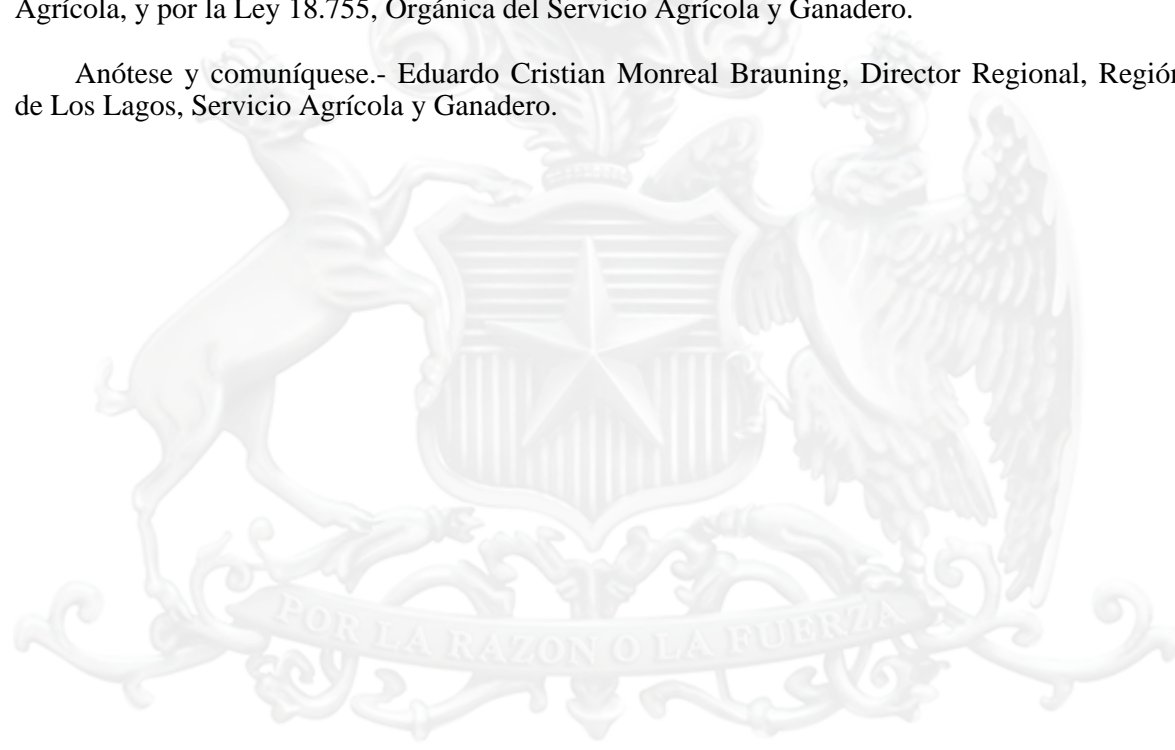 Agrícola, y por la Ley 18.755, Orgánica del Servicio Agrícola y Ganadero.
Anótese y comuníquese.- Eduardo Cristian Monreal Brauning, Director Regional, Región
de Los Lagos, Servicio Agrícola y Ganadero.
POR LA RAZON O LA FUERZA